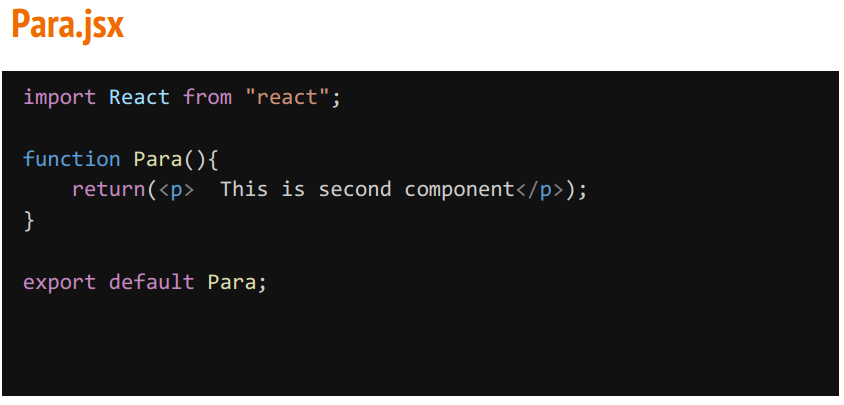 Para.jsx
import React from "react";
function Para(){
    return(<p>  This is second component</p>);
}
export default Para;